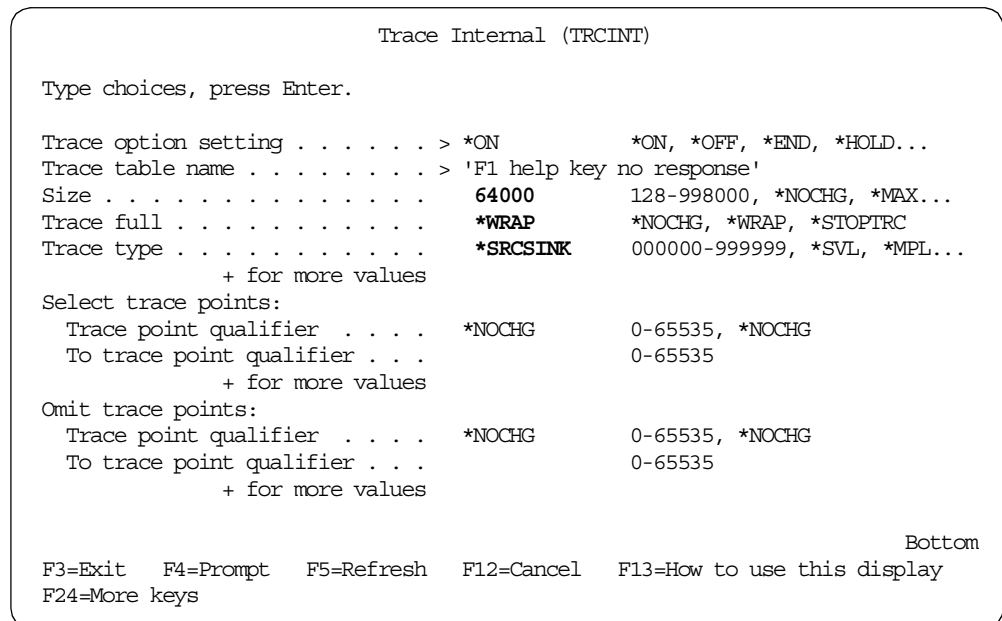 Trace Internal (TRCINT)
Type choices, press Enter.
Trace option setting . . . . . . > *ON *ON, *OFF, *END, *HOLD...
Trace table name . . . . . . . . > 'F1 help key no response'
Size . . . . . . . . . . . . . . 64000 128-998000, *NOCHG, *MAX...
Trace full . . . . . . . . . . . *WRAP *NOCHG, *WRAP, *STOPTRC
Trace type . . . . . . . . . . . *SRCSINK 000000-999999, *SVL, *MPL...
+ for more values
Select trace points:
Trace point qualifier . . . . *NOCHG 0-65535, *NOCHG
To trace point qualifier . . . 0-65535
+ for more values
Omit trace points:
Trace point qualifier . . . . *NOCHG 0-65535, *NOCHG
To trace point qualifier . . . 0-65535
+ for more values
Bottom
F3=Exit F4=Prompt F5=Refresh F12=Cancel F13=How to use this display
F24=More keys